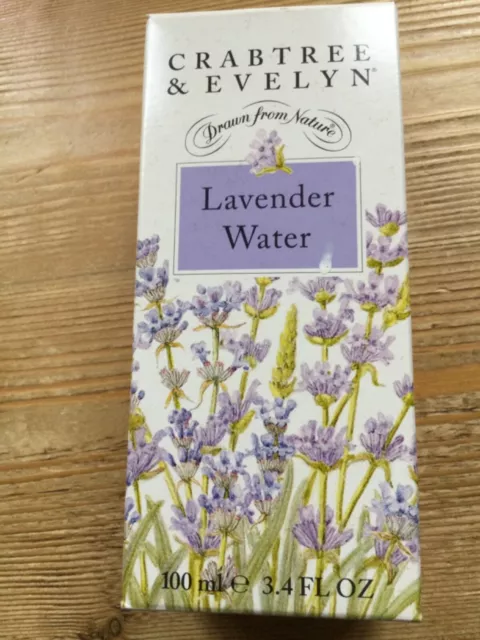 CRABTREE
& EVELYN®
Drawn from Nature®
Lavender
Water
100 ml ℮ 3.4 FL OZ